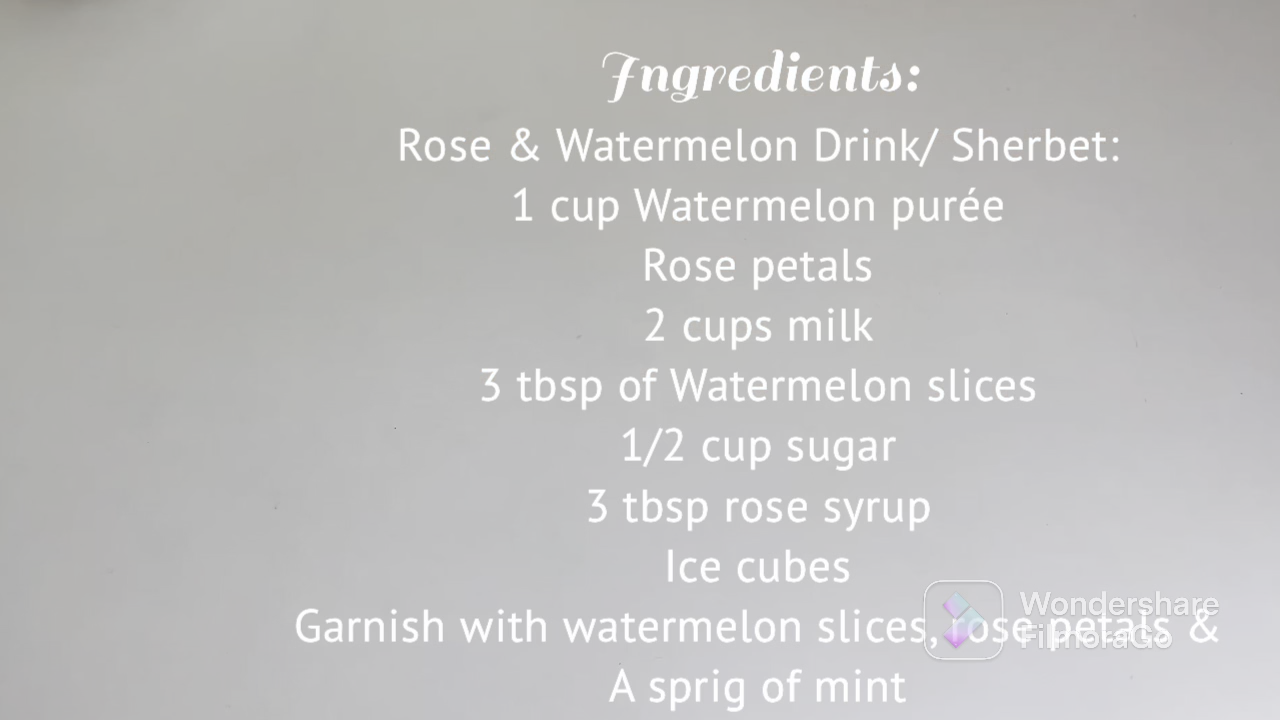 Ingredients:
Rose & Watermelon Drink/ Sherbet:
1 cup Watermelon purée
Rose petals
2 cups milk
3 tbsp of Watermelon slices
1/2 cup sugar
3 tbsp rose syrup
Ice cubes
Garnish with watermelon slices, rose petals &
A sprig of mint
Wondershare
FilmoraGo